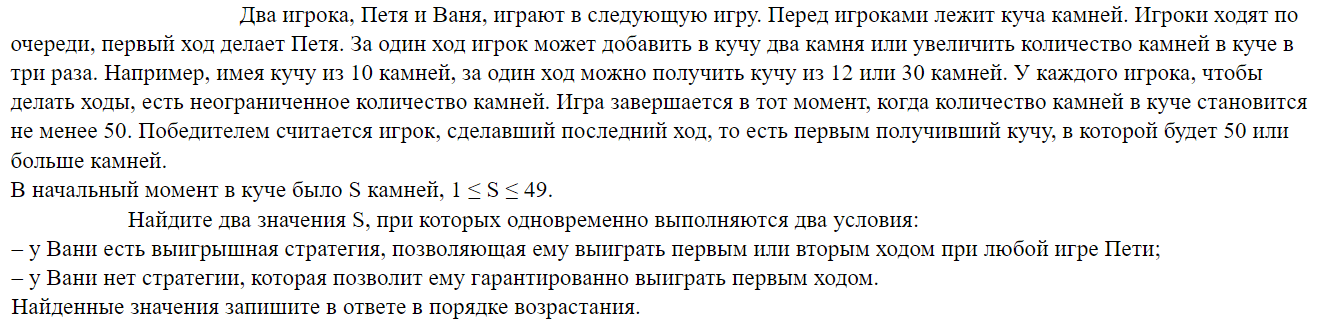 Два игрока, Петя и Ваня, играют в следующую игру. Перед игроками лежит куча камней. Игроки ходят по
очереди, первый ход делает Петя. За один ход игрок может добавить в кучу два камня или увеличить количество камней в куче в
три раза. Например, имея кучу из 10 камней, за один ход можно получить кучу из 12 или 30 камней. У каждого игрока, чтобы
делать ходы, есть неограниченное количество камней. Игра завершается в тот момент, когда количество камней в куче становится
не менее 50. Победителем считается игрок, сделавший последний ход, то есть первым получивший кучу, в которой будет 50 или
больше камней.
В начальный момент в куче было S камней, 1 ≤ S ≤ 49.
Найдите два значения S, при которых одновременно выполняются два условия:
– у Вани есть выигрышная стратегия, позволяющая ему выиграть первым или вторым ходом при любой игре Пети;
– у Вани нет стратегии, которая позволит ему гарантированно выиграть первым ходом.
Найденные значения запишите в ответе в порядке возрастания.